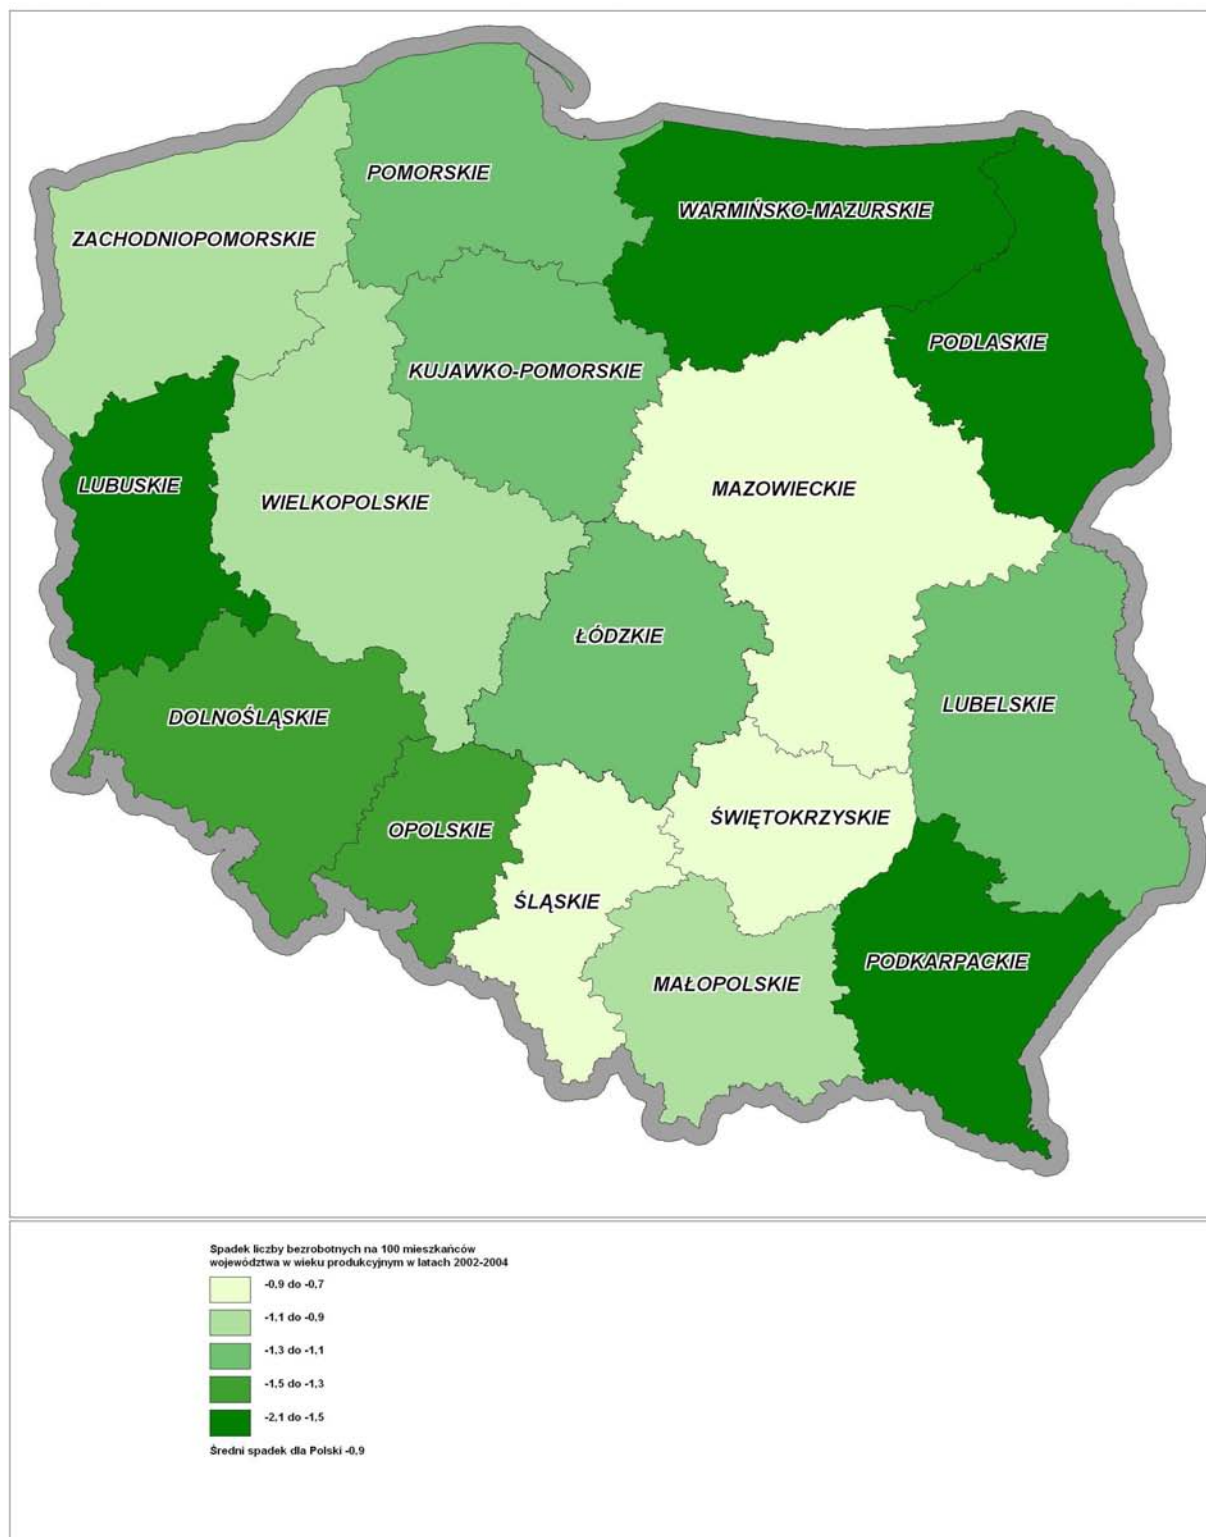 POMORSKIE
WARMIŃSKO-MAZURSKIE
ZACHODNIOPOMORSKIE
PODLASKIE
KUJAWKO-POMORSKIE
LUBUSKIE
WIELKOPOLSKIE
MAZOWIECKIE
ŁÓDZKIE
LUBELSKIE
DOLNOŚLĄSKIE
ŚWIĘTOKRZYSKIE
OPOLSKIE
ŚLĄSKIE
PODKARPACKIE
MAŁOPOLSKIE
Spadek liczby bezrobotnych na 100 mieszkańców
województwa w wieku produkcyjnym w latach 2002-2004
-0,9 do -0,7
-1,1 do -0,9
-1,3 do -1,1
-1,5 do -1,3
-2,1 do -1,5
Średni spadek dla Polski -0,9